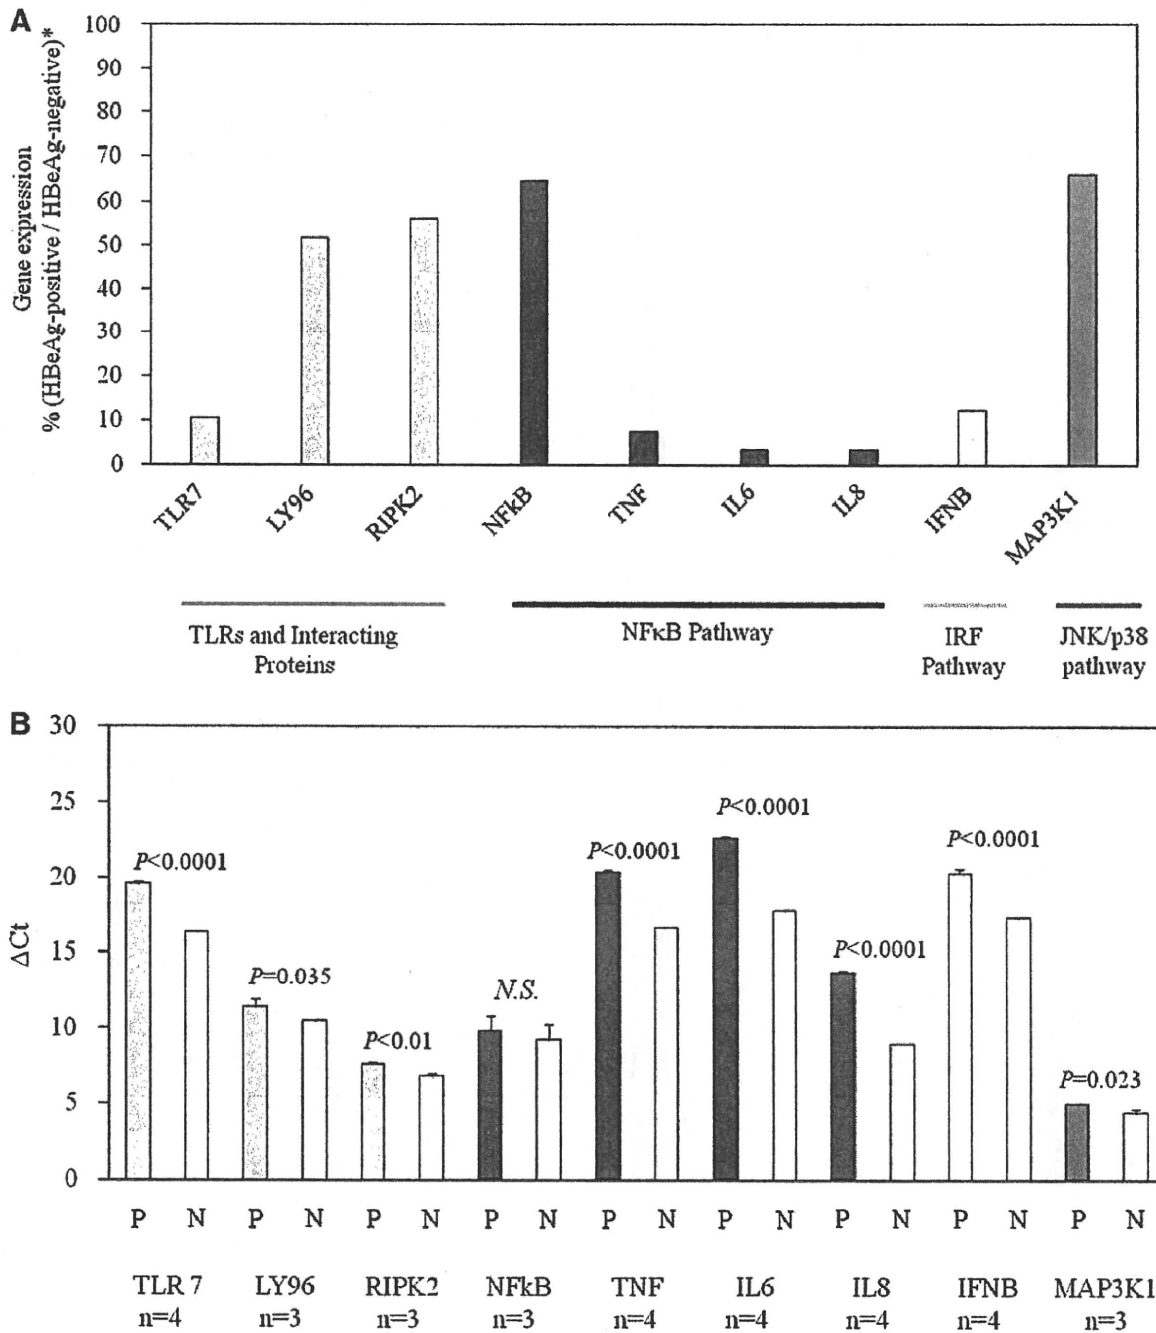 A
Gene expression
% (HBeAg-positive / HBeAg-negative)*
100
90
80
70
60
50
40
30
20
10
0
TLR7
LY96
RIPK2
NFkB
TNF
IL6
IL8
IFNB
MAP3K1
TLRs and Interacting
Proteins
NFκB Pathway
IRF
Pathway
JNK/p38
pathway
B
ΔCt
30
25
20
15
10
5
0
P<0.0001
P=0.035
P<0.01
N.S.
P<0.0001
P<0.0001
P<0.0001
P<0.0001
P=0.023
P N P N P N P N P N P N P N P N P N
TLR 7 LY96 RIPK2 NFkB TNF IL6 IL8 IFNB MAP3K1
n=4 n=3 n=3 n=3 n=4 n=4 n=4 n=4 n=3